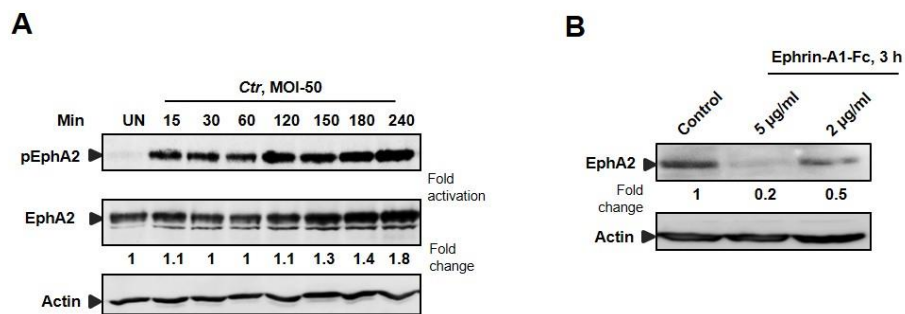 A
Ctr, MOI-50
Min UN 15 30 60 120 150 180 240
pEphA2
Fold
activation
EphA2
Fold
change
1 1.1 1 1 1.1 1.3 1.4 1.8
Actin
B
Ephrin-A1-Fc, 3 h
Control 5 µg/ml 2 µg/ml
EphA2
Fold
change
1 0.2 0.5
Actin